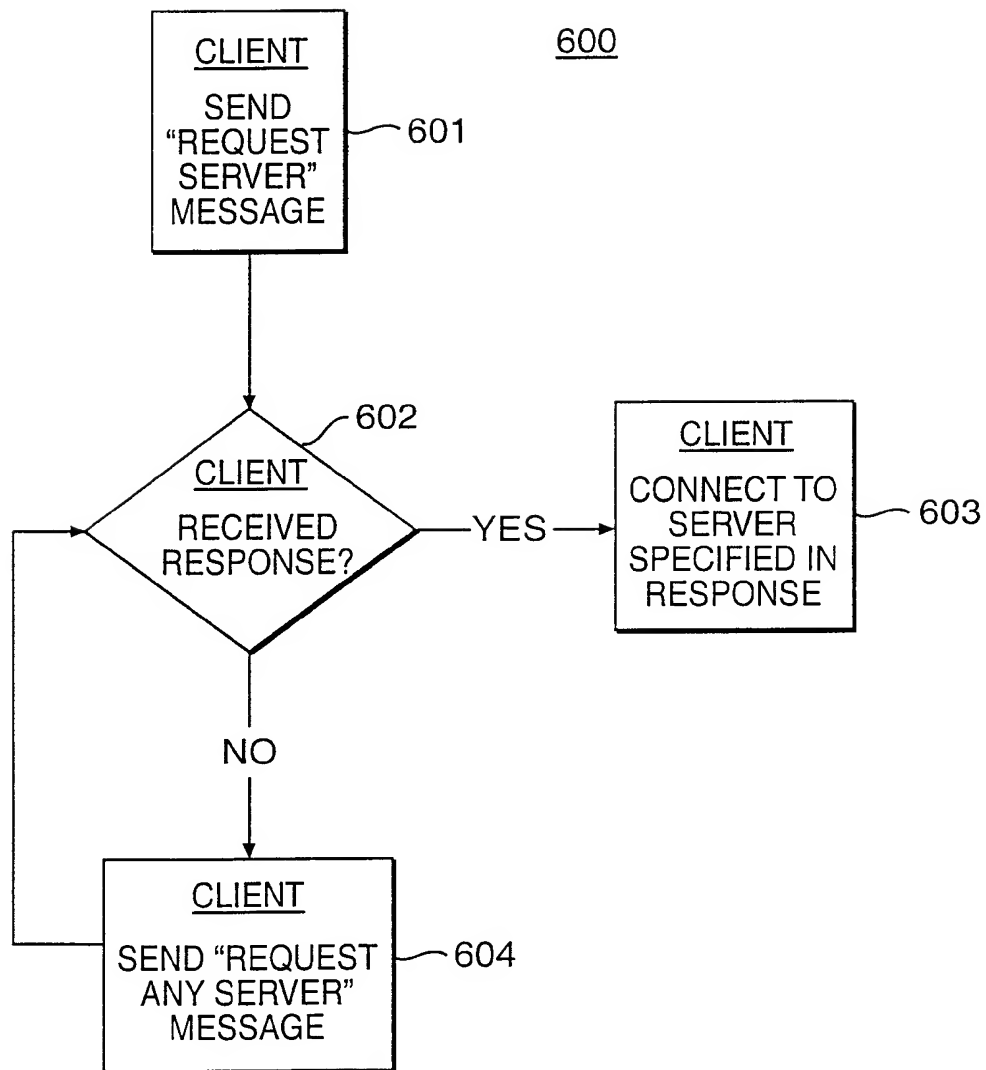 600
CLIENT
SEND
“REQUEST
SERVER”
MESSAGE
601
602
CLIENT
RECEIVED
RESPONSE?
YES
CLIENT
CONNECT TO
SERVER
SPECIFIED IN
RESPONSE
603
NO
CLIENT
SEND “REQUEST
ANY SERVER”
MESSAGE
604